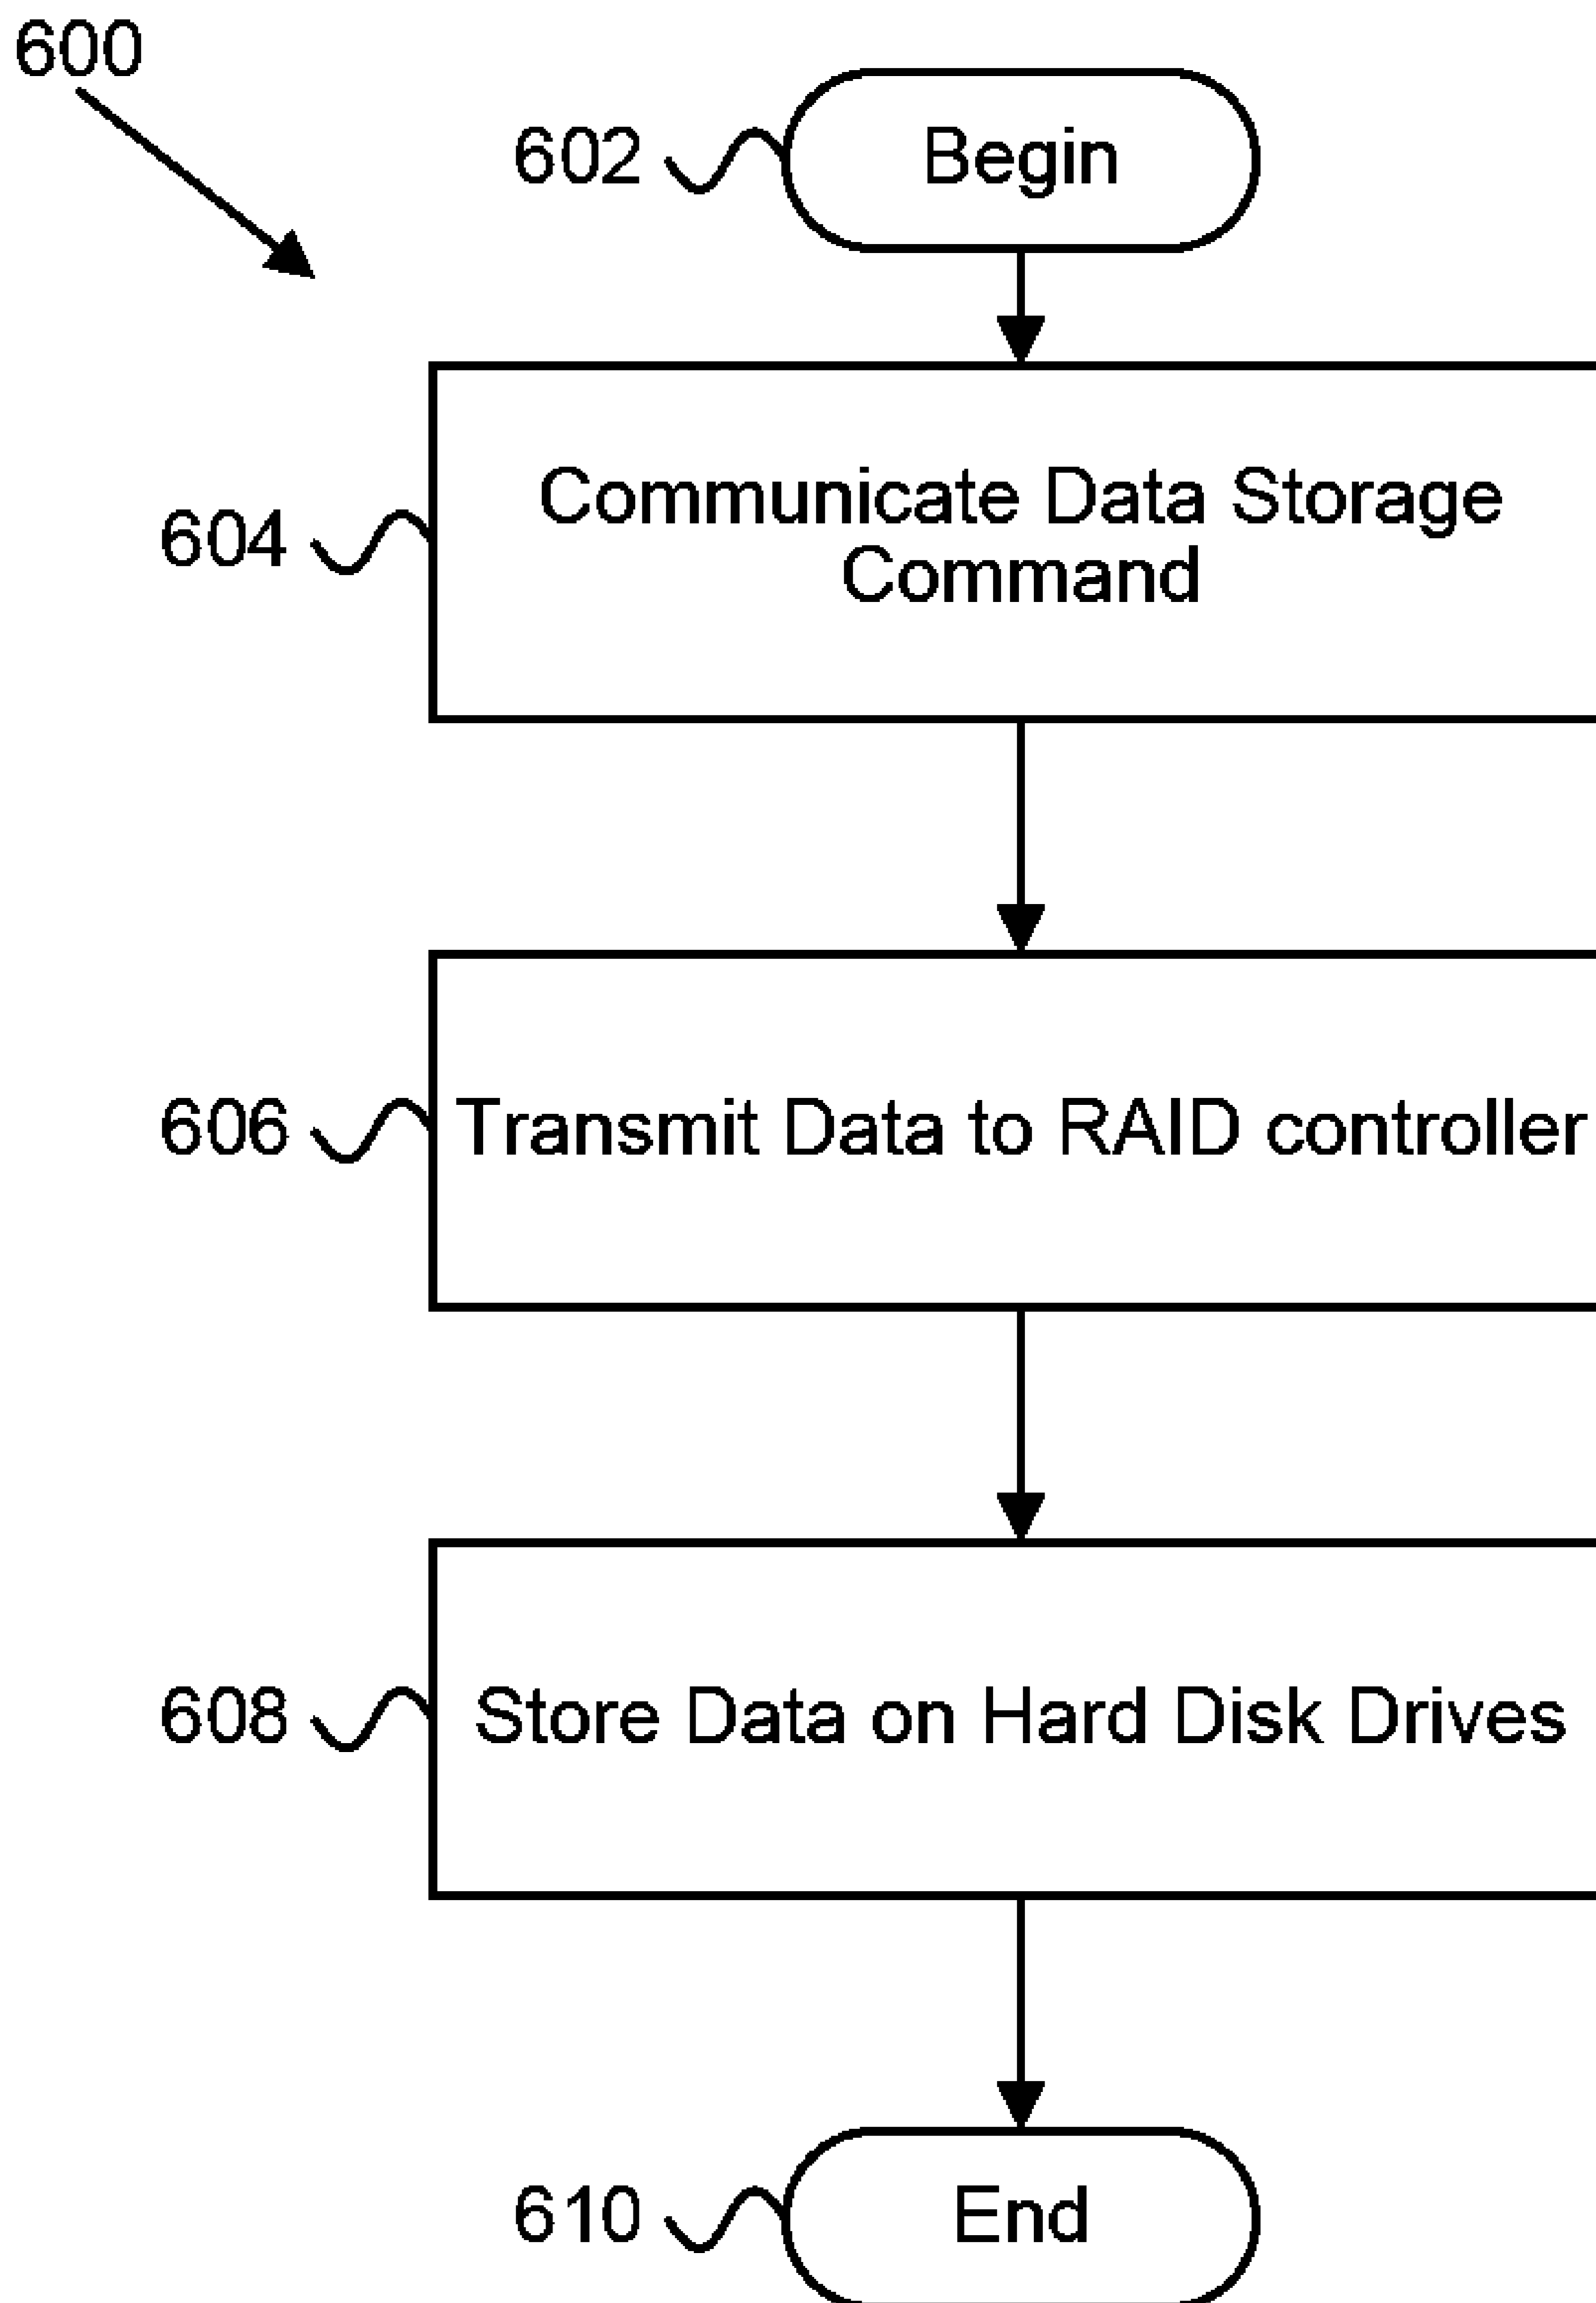 600
602 Begin
604 Communicate Data Storage
Command
606 Transmit Data to RAID controller
608 Store Data on Hard Disk Drives
610 End